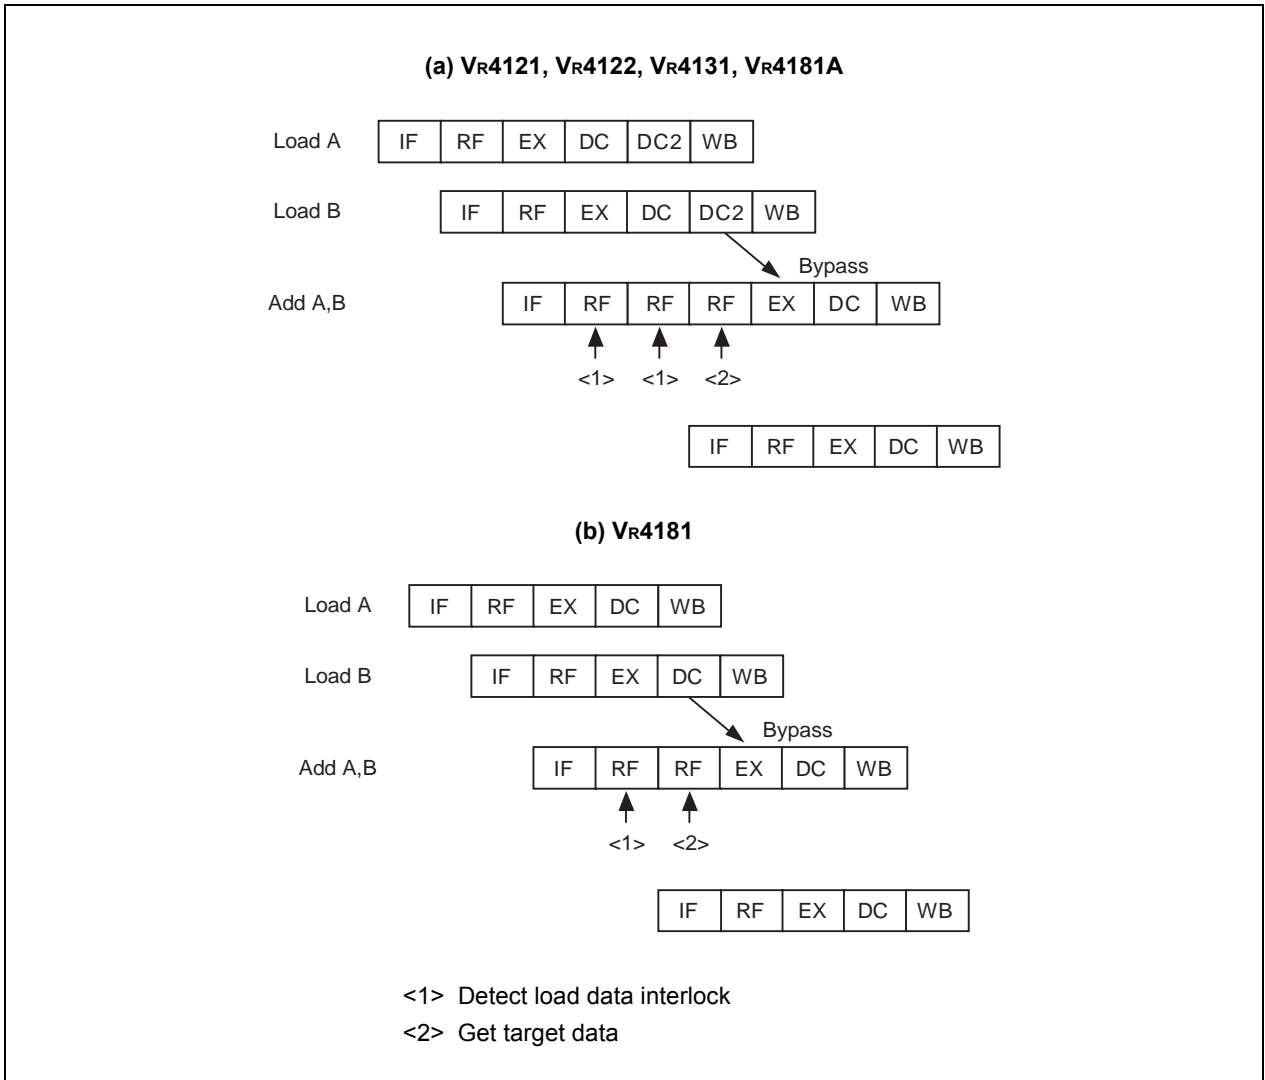 (a) VR4121, VR4122, VR4131, VR4181A
Load A IF RF EX DC DC2 WB
Load B IF RF EX DC DC2 WB
Bypass
Add A,B IF RF RF RF EX DC WB
<1> <1> <2>
IF RF EX DC WB
(b) VR4181
Load A IF RF EX DC WB
Load B IF RF EX DC WB
Bypass
Add A,B IF RF RF EX DC WB
<1> <2>
IF RF EX DC WB
<1> Detect load data interlock
<2> Get target data